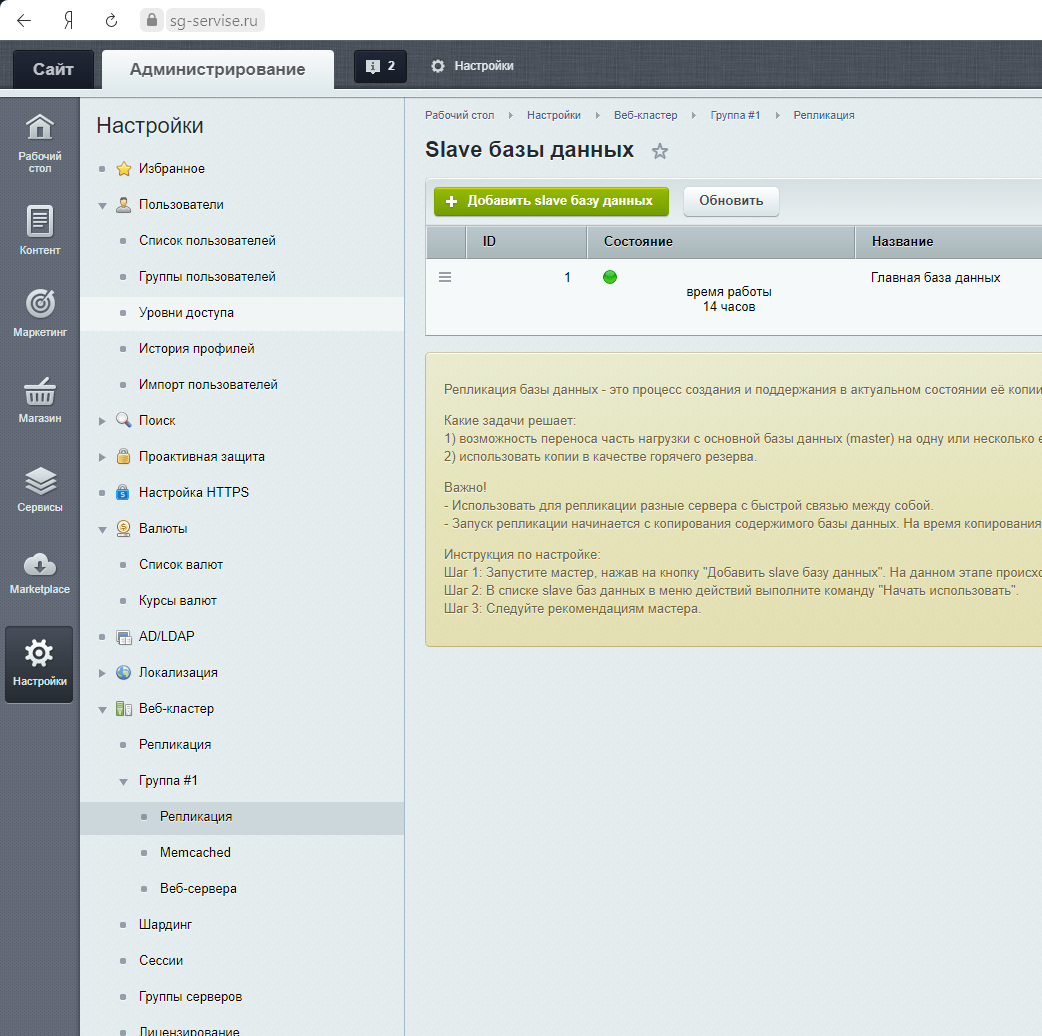 Я
sg-servise.ru
Сайт
Администрирование
2
Настройки
Рабочий
стол
Контент
Маркетинг
Магазин
Сервисы
Marketplace
Настройки
Настройки
Избранное
Пользователи
Список пользователей
Группы пользователей
Уровни доступа
История профилей
Импорт пользователей
Поиск
Проактивная защита
Настройка HTTPS
Валюты
Список валют
Курсы валют
AD/LDAP
Локализация
Веб-кластер
Репликация
Группа #1
Репликация
Memcached
Веб-сервера
Шардинг
Сессии
Группы серверов
Лицензирование
Рабочий стол Настройки Веб-кластер Группа #1 Репликация
Slave базы данных
+ Добавить slave базу данных Обновить
ID Состояние Название
1 Главная база данных
время работы
14 часов
Репликация базы данных - это процесс создания и поддержания в актуальном состоянии её копии
Какие задачи решает:
1) возможность переноса часть нагрузки с основной базы данных (master) на одну или несколько
2) использовать копии в качестве горячего резерва.
Важно!
- Использовать для репликации разные сервера с быстрой связью между собой.
- Запуск репликации начинается с копирования содержимого базы данных. На время копирования
Инструкция по настройке:
Шаг 1: Запустите мастер, нажав на кнопку "Добавить slave базу данных". На данном этапе происхо
Шаг 2: В списке slave баз данных в меню действий выполните команду "Начать использовать".
Шаг 3: Следуйте рекомендациям мастера.